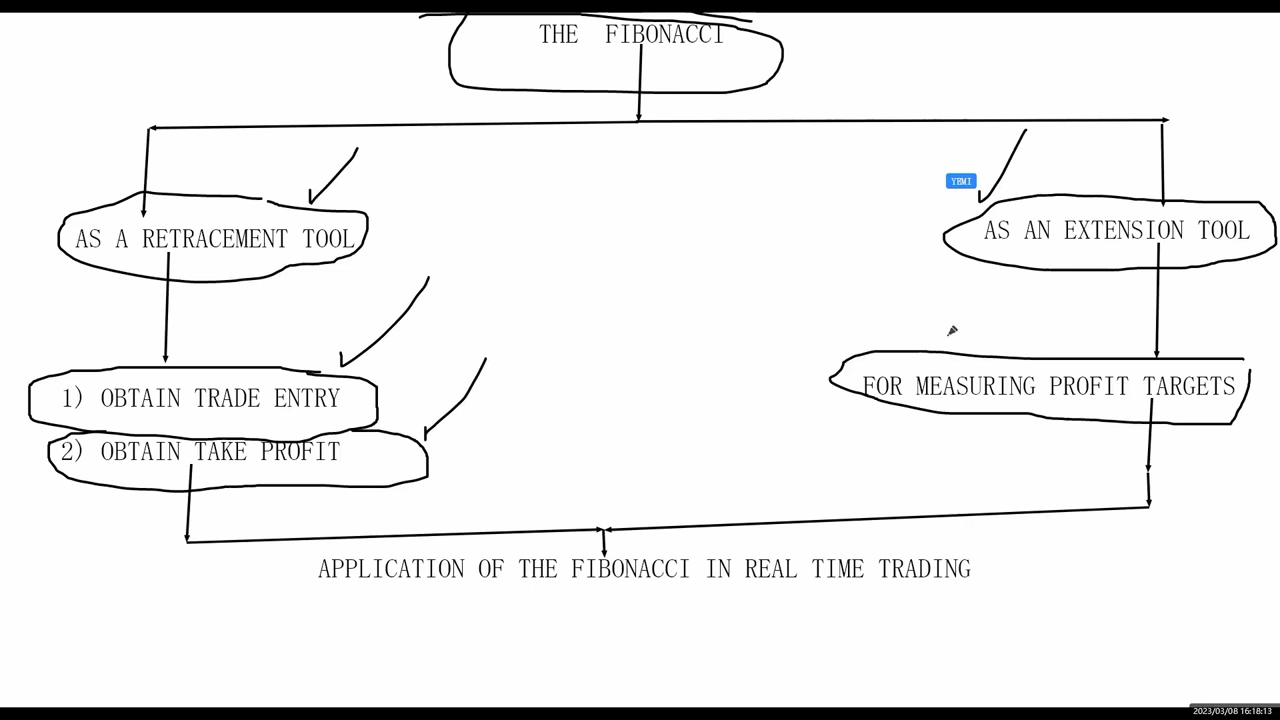 THE FIBONACCI
YEMI
AS A RETRACEMENT TOOL
AS AN EXTENSION TOOL
1) OBTAIN TRADE ENTRY
FOR MEASURING PROFIT TARGETS
2) OBTAIN TAKE PROFIT
APPLICATION OF THE FIBONACCI IN REAL TIME TRADING
2023/03/08 16:18:13